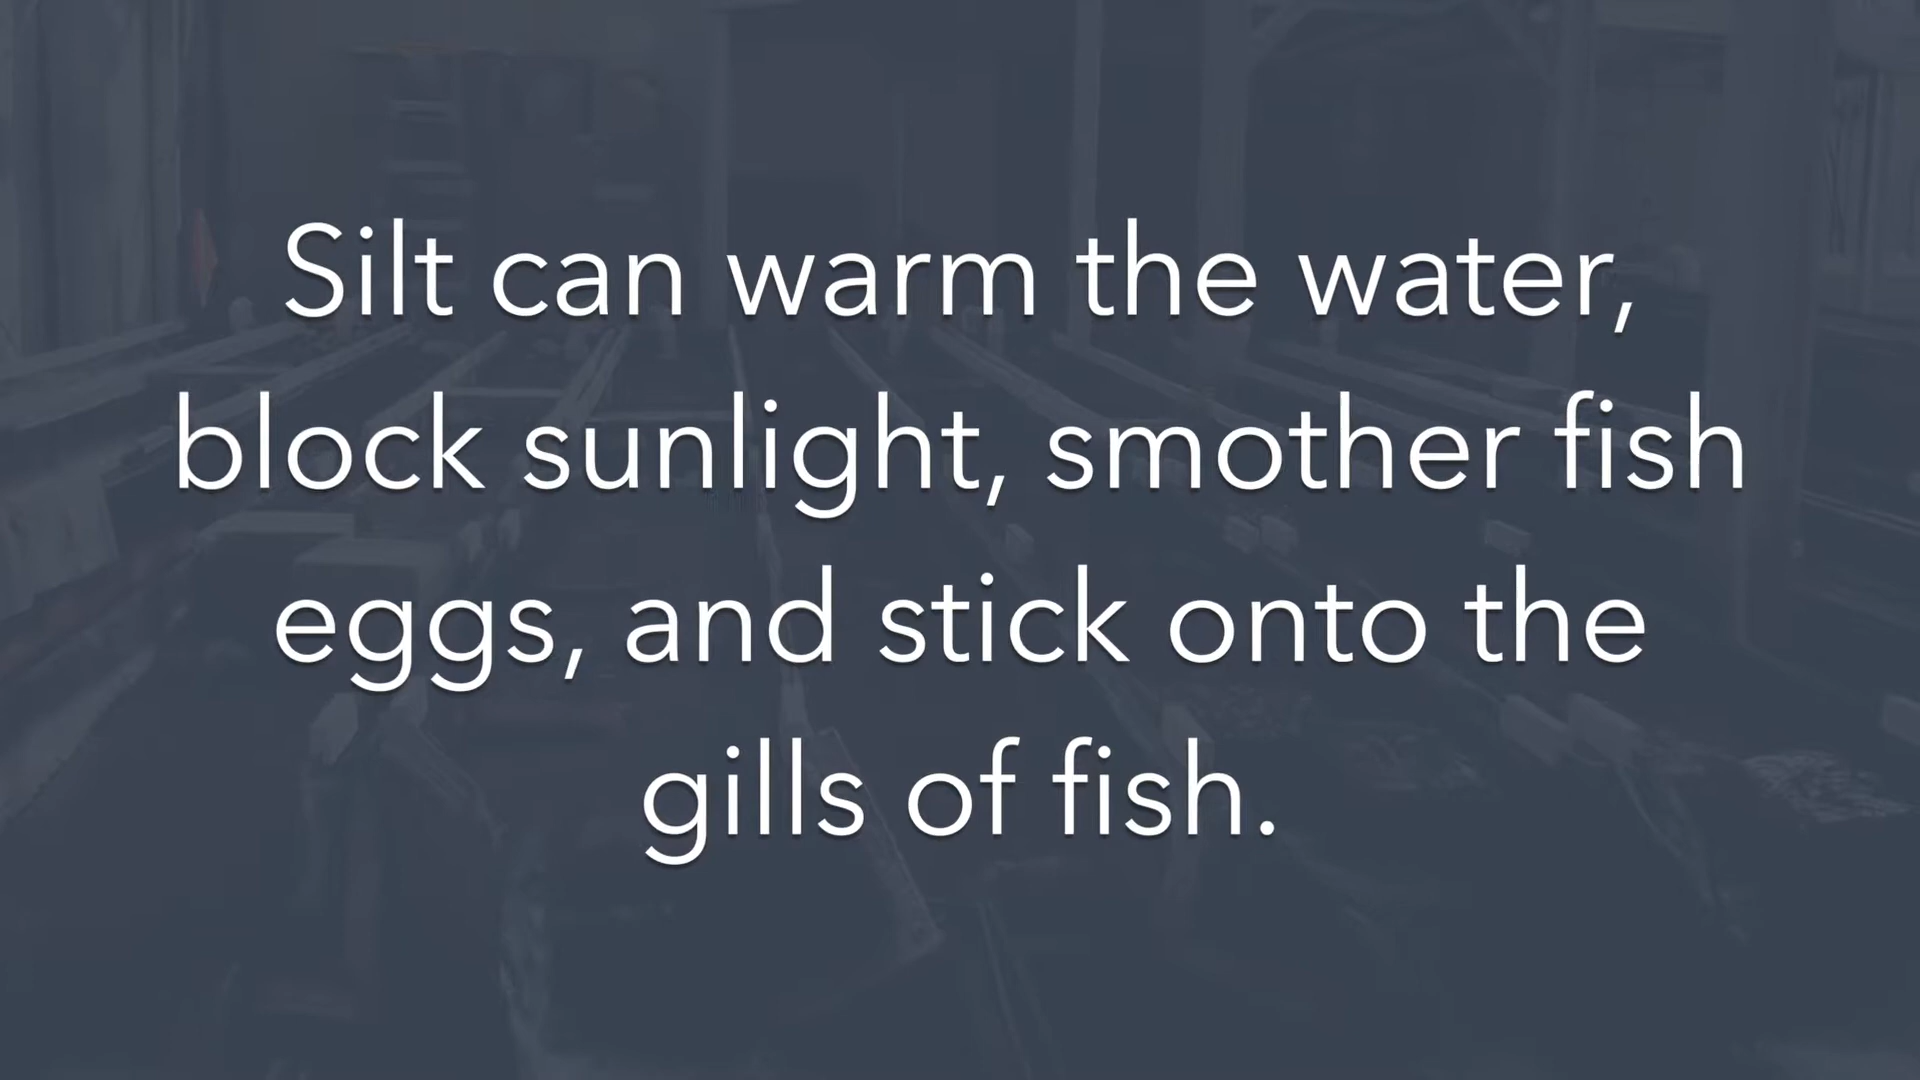 Silt can warm the water,
block sunlight, smother fish
eggs, and stick onto the
gills of fish.